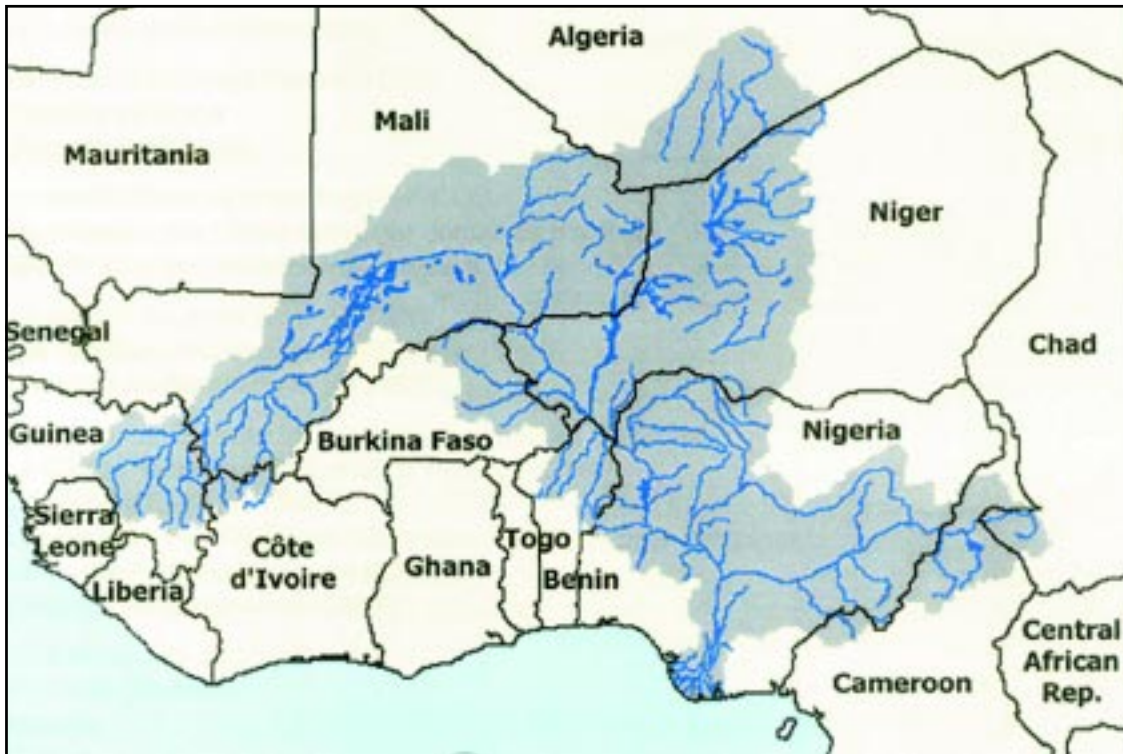 Algeria
Mali
Mauritania
Niger
Senegal
Chad
Guinea
Burkina Faso
Nigeria
Sierra
Leone
Côte
d'Ivoire
Ghana
Togo
Benin
Liberia
Central
African
Rep.
Cameroon